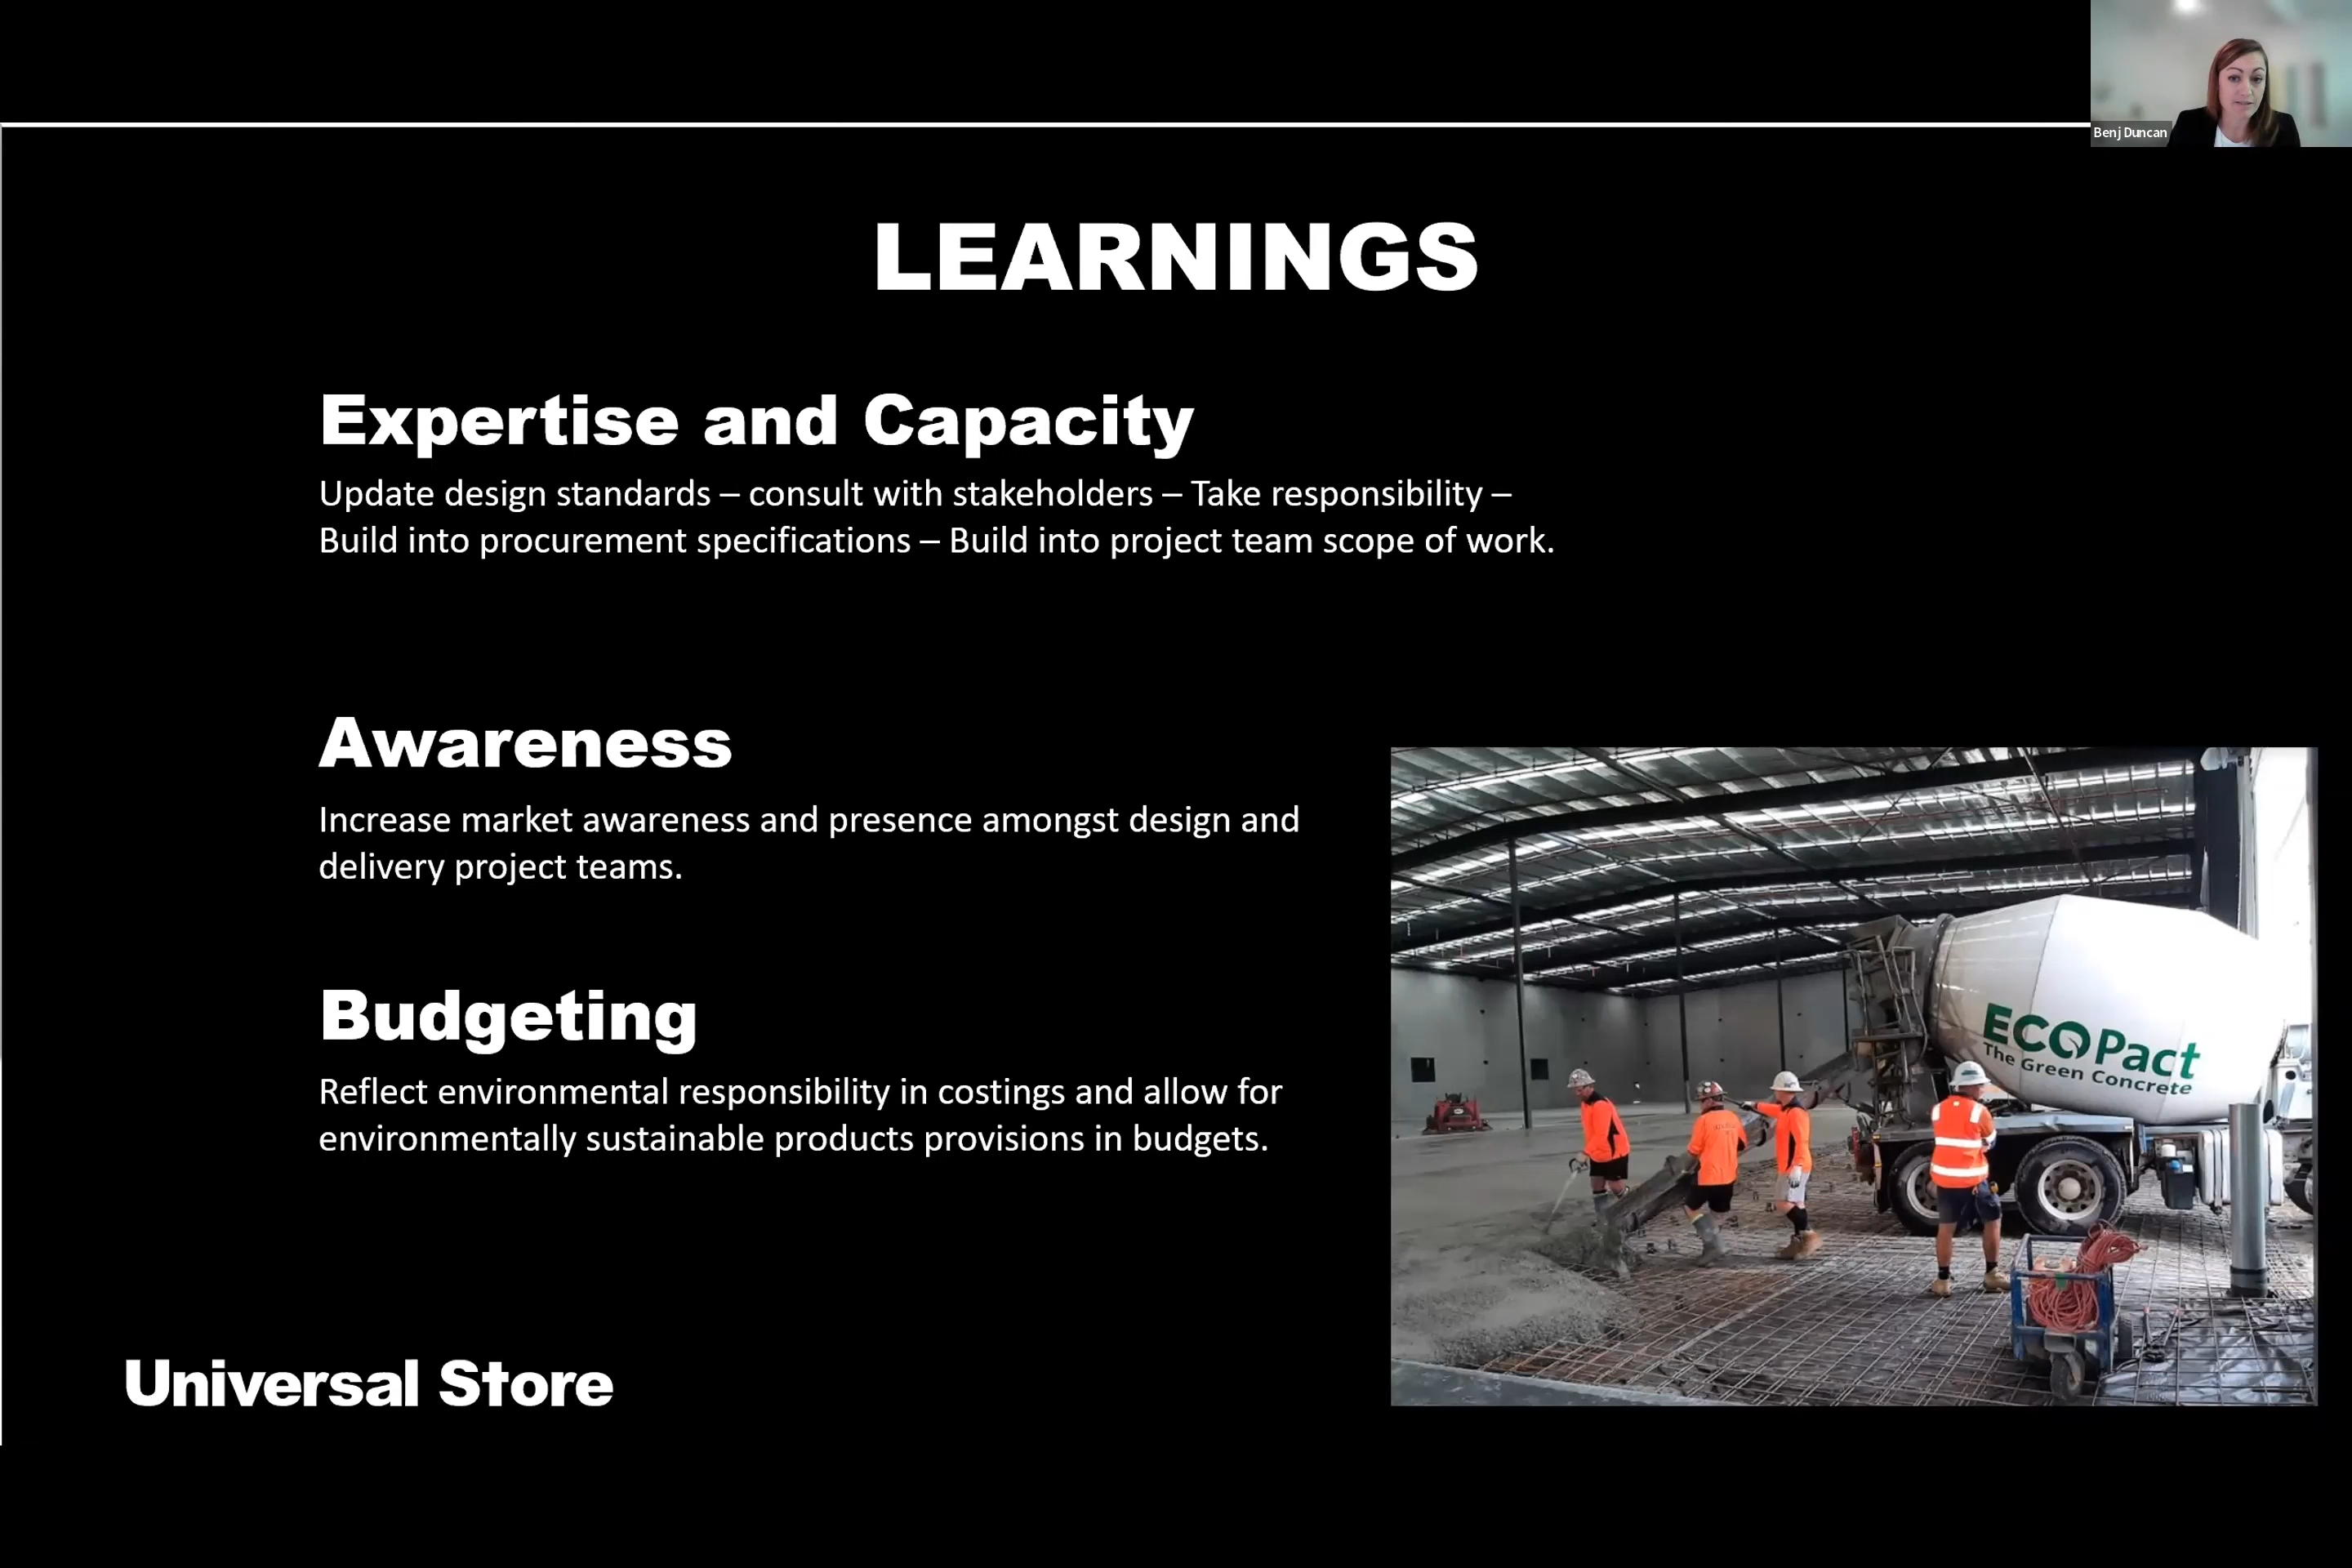 Benj Duncan
LEARNINGS
Expertise and Capacity
Update design standards – consult with stakeholders – Take responsibility –
Build into procurement specifications – Build into project team scope of work.
Awareness
Increase market awareness and presence amongst design and
delivery project teams.
Budgeting
Reflect environmental responsibility in costings and allow for
environmentally sustainable products provisions in budgets.
ECOPact
The Green Concrete
Universal Store